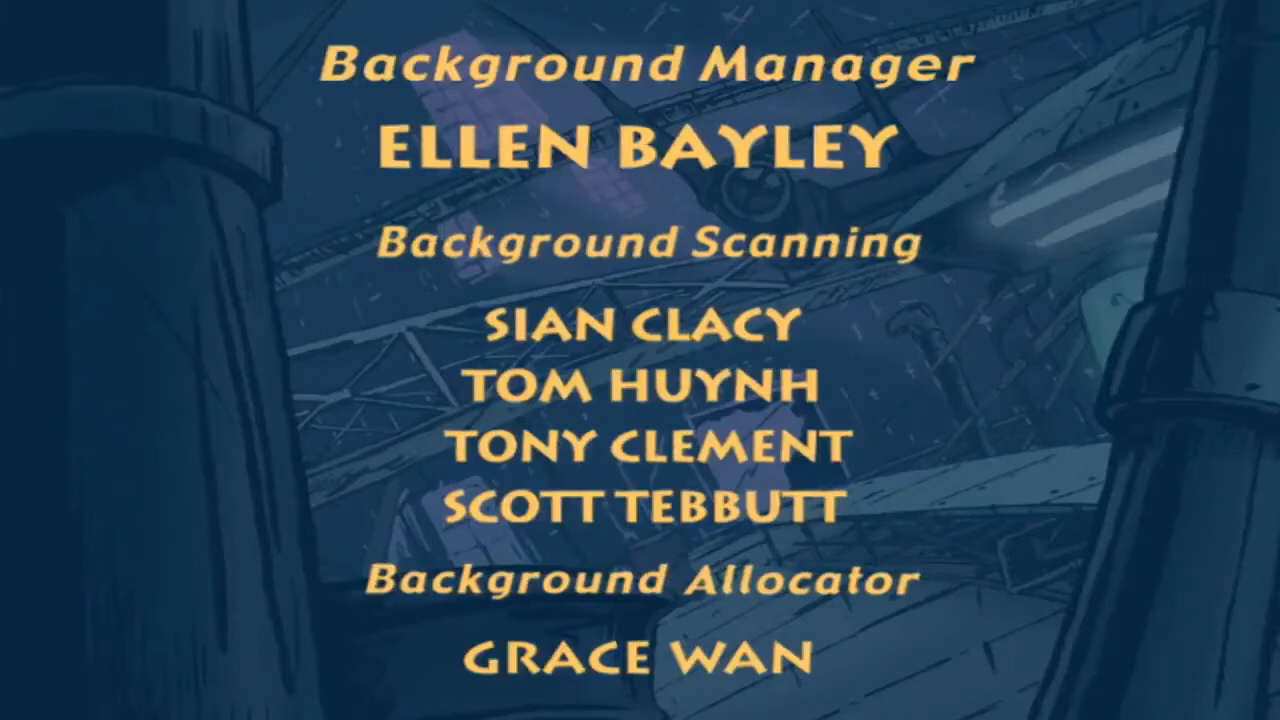 Background Manager
ELLEN BAYLEY
Background Scanning
SIAN CLACY
TOM HUYNH
TONY CLEMENT
SCOTT TEBBUTT
Background Allocator
GRACE WAN